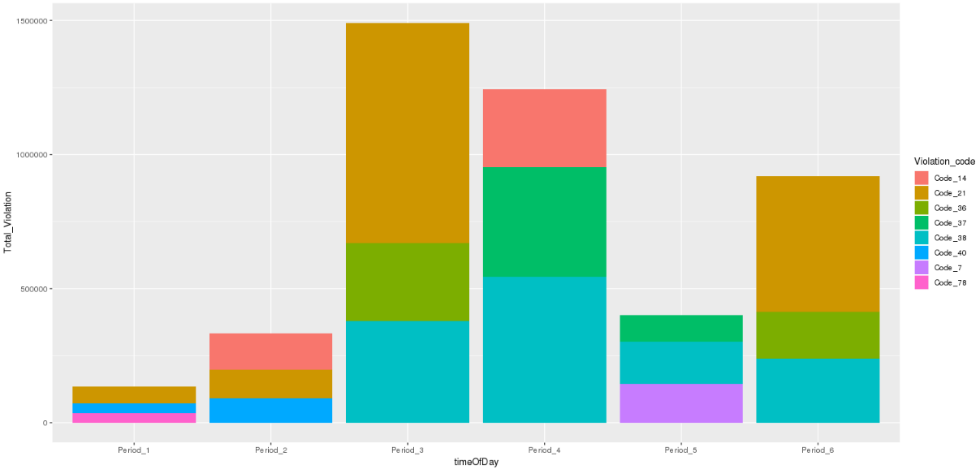 1500000
1000000
500000
0
Total_Violation
Period_1 Period_2 Period_3 Period_4 Period_5 Period_6
timeOfDay
Violation_code
Code_14
Code_21
Code_36
Code_37
Code_38
Code_40
Code_7
Code_78